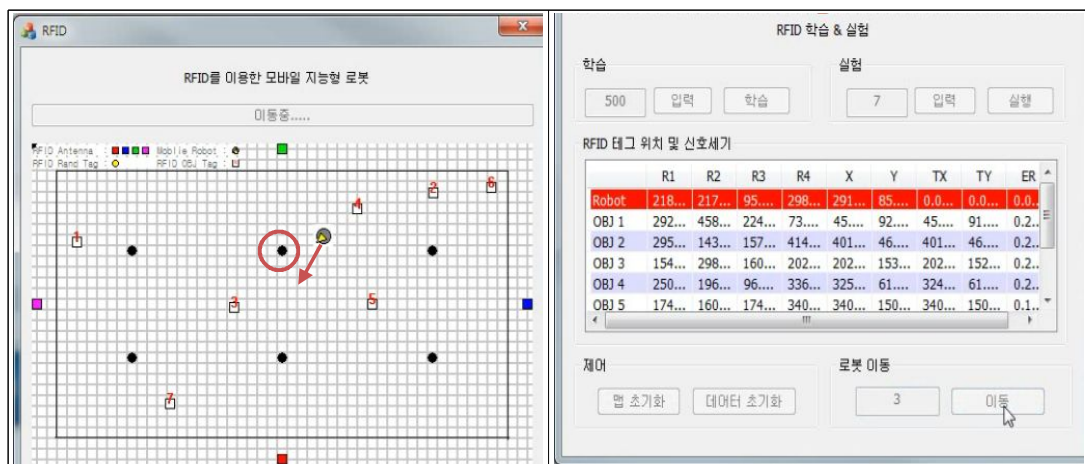 RFID
RFID를 이용한 모바일 지능형 로봇
이동중.....
RFID Antenna : Mobile Robot :
RFID Rand Tag : RFID OBJ Tag :
6
2
4
1
3
5
7
RFID 학습 & 실험
학습
500 입력 학습
실험
7 입력 실행
RFID 테그 위치 및 신호세기
R1 R2 R3 R4 X Y TX TY ER
Robot 218... 217... 95.... 298... 291... 85.... 0.0... 0.0... 0.0..
OBJ 1 292... 458... 224... 73.... 45.... 92.... 45.... 91.... 0.2...
OBJ 2 295... 143... 157... 414... 401... 46.... 401... 46.... 0.2...
OBJ 3 154... 298... 160... 202... 202... 153... 202... 152... 0.2...
OBJ 4 250... 196... 96.... 336... 325... 61.... 324... 61.... 0.2...
OBJ 5 174... 160... 174... 340... 340... 150... 340... 150... 0.1...
제어
맵 초기화 데이터 초기화
로봇 이동
3 이동